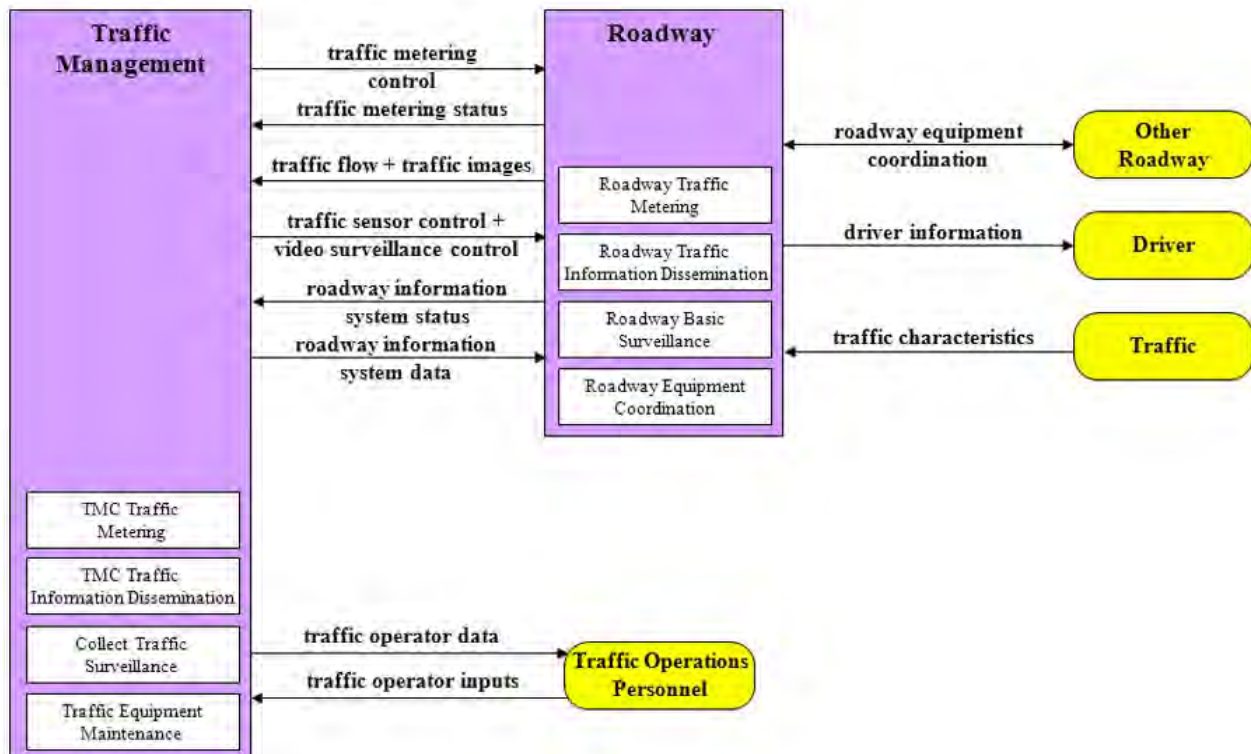 Traffic
Management
Roadway
traffic metering
control
traffic metering status
traffic flow + traffic images
traffic sensor control +
video surveillance control
roadway information
system status
roadway information
system data
Roadway Traffic
Metering
Roadway Traffic
Information Dissemination
Roadway Basic
Surveillance
Roadway Equipment
Coordination
roadway equipment
coordination
Other
Roadway
driver information
Driver
traffic characteristics
Traffic
TMC Traffic
Metering
TMC Traffic
Information Dissemination
Collect Traffic
Surveillance
Traffic Equipment
Maintenance
traffic operator data
traffic operator inputs
Traffic Operations
Personnel